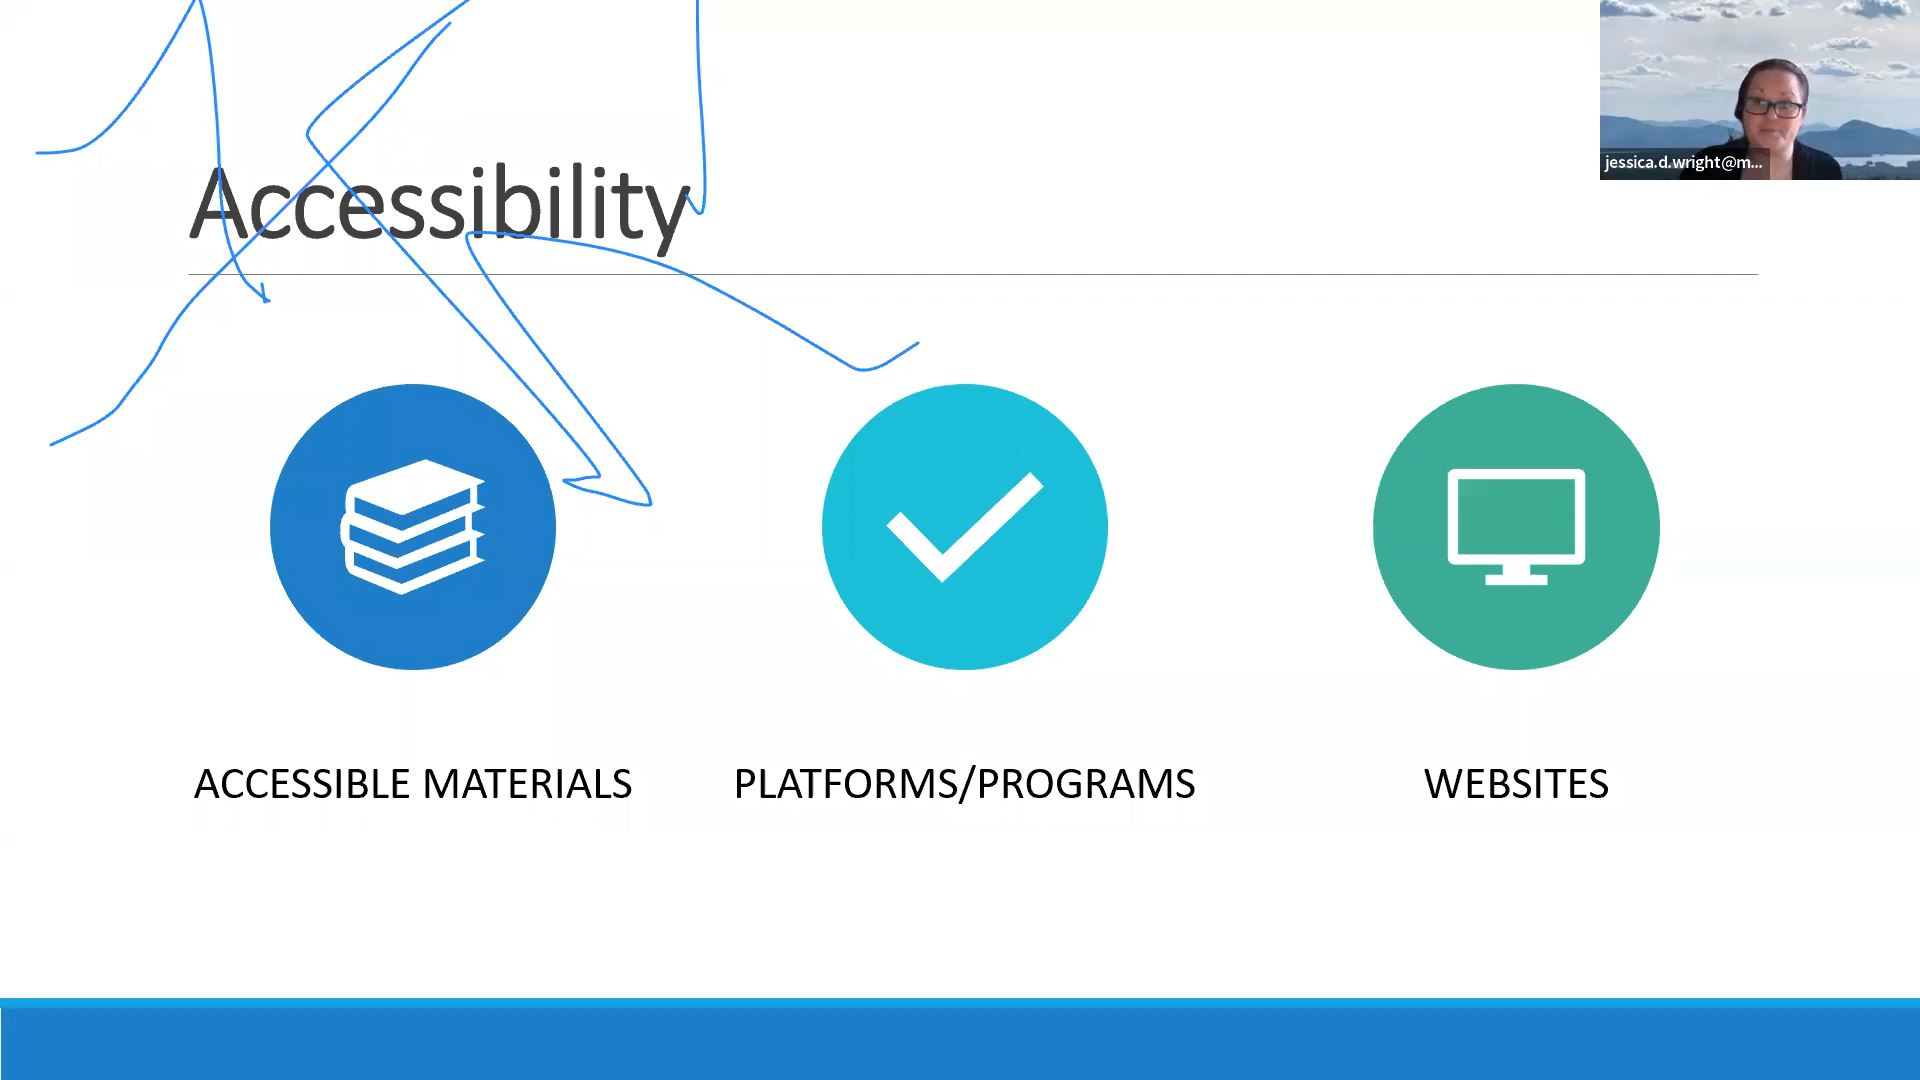 jessica.d.wright@m...
Accessibility
ACCESSIBLE MATERIALS
PLATFORMS/PROGRAMS
WEBSITES